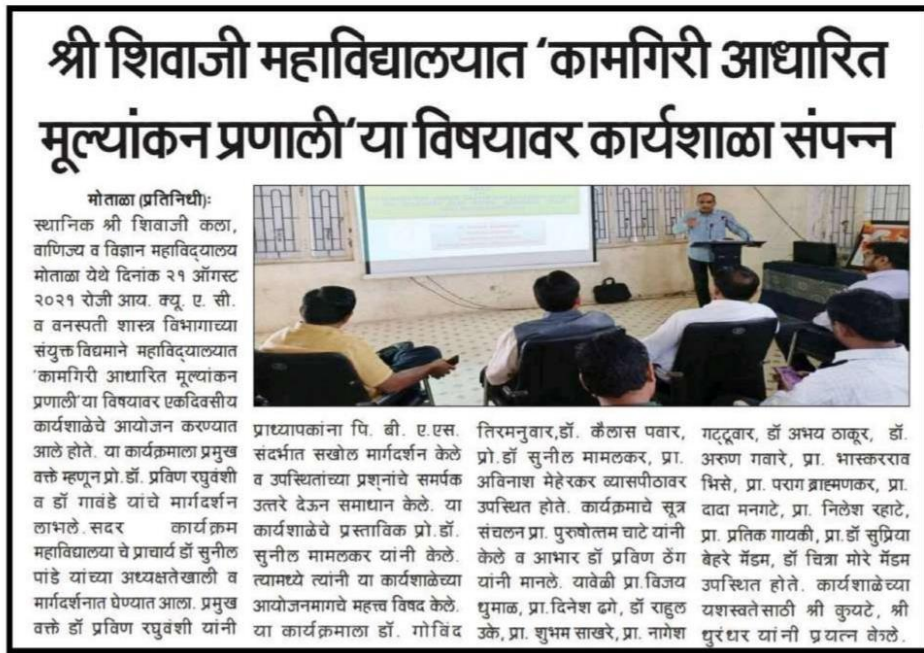 श्री शिवाजी महाविद्यालयात ‘कामगिरी आधारित
मूल्यांकन प्रणाली’या विषयावर कार्यशाळा संपन्न
मोताळा (प्रतिनिधी):
स्थानिक श्री शिवाजी कला,
वाणिज्य व विज्ञान महाविद्यालय
मोताळा येथे दिनांक २१ ऑगस्ट
२०२१ रोजी आय. क्यू. ए. सी.
व वनस्पती शास्त्र विभागाच्या
संयुक्त विद्यमाने महाविद्यालयात
'कामगिरी आधारित मूल्यांकन
प्रणाली'या विषयावर एकदिवसीय
कार्यशाळेचे आयोजन करण्यात
आले होते. या कार्यक्रमाला प्रमुख
वक्ते म्हणून प्रो.डॉ. प्रविण रघुवंशी
व डॉ गावंडे यांचे मार्गदर्शन
लाभले.सदर कार्यक्रम
महाविद्यालया चे प्राचार्य डॉ सुनील
पांडे यांच्या अध्यक्षतेखाली व
मार्गदर्शनात घेण्यात आला. प्रमुख
वक्ते डॉ प्रविण रघुवंशी यांनी
प्राध्यापकांना पि. बी. ए.एस.
संदर्भात सखोल मार्गदर्शन केले
व उपस्थितांच्या प्रश्नांचे समर्पक
उत्तरे देऊन समाधान केले. या
कार्यशाळेचे प्रस्ताविक प्रो.डॉ.
सुनील मामलकर यांनी केले.
त्यामध्ये त्यांनी या कार्यशाळेच्या
आयोजनमागचे महत्त्व विषद केले.
या कार्यक्रमाला डॉ. गोविंद
तिरमनुवार,डॉ. कैलास पवार,
प्रो.डॉ सुनील मामलकर, प्रा.
अविनाश मेहेरकर व्यासपीठावर
उपस्थित होते. कार्यक्रमाचे सूत्र
संचलन प्रा. पुरुषोत्तम चाटे यांनी
केले व आभार डॉ प्रविण ठेंग
यांनी मानले. यावेळी प्रा.विजय
धुमाळ, प्रा.दिनेश ढगे, डॉ राहुल
उके, प्रा. शुभम साखरे, प्रा. नागेश
गट्टूवार, डॉ अभय ठाकूर, डॉ.
अरुण गवारे, प्रा. भास्करराव
भिसे, प्रा. पराग ब्राह्मणकर, प्रा.
दादा मनगटे, प्रा. निलेश रहाटे,
प्रा. प्रतिक गायकी, प्रा.डॉ सुप्रिया
बेहरे मॅडम, डॉ चित्रा मोरे मॅडम
उपस्थित होते. कार्यशाळेच्या
यशस्वतेसाठी श्री कुयटे, श्री
धुरंधर यांनी प्रयत्न केले.